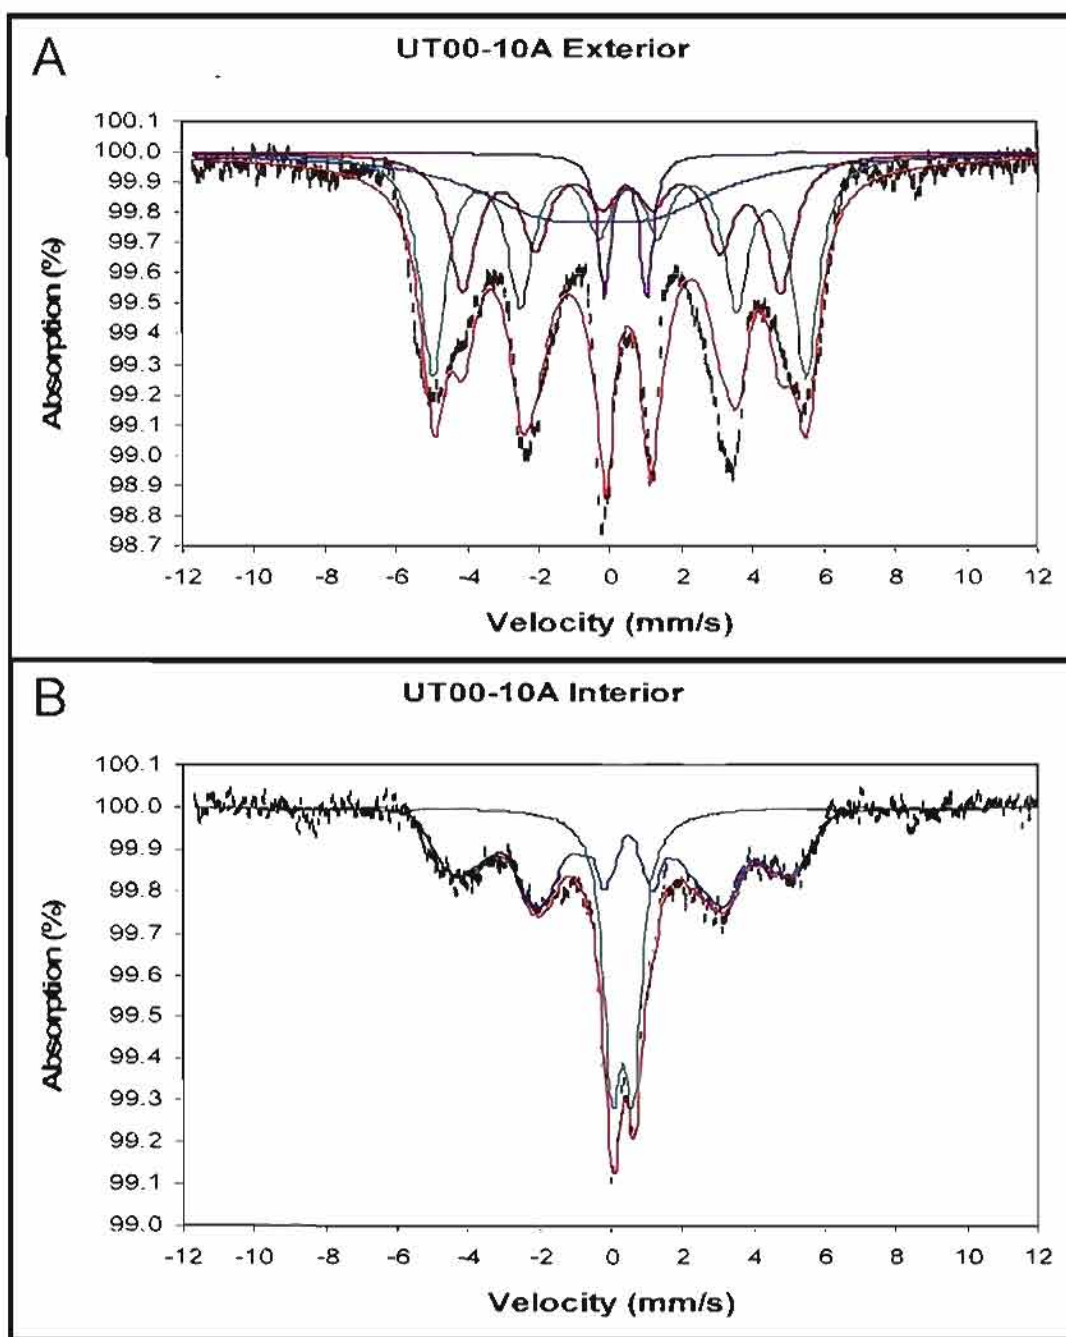 A
UT00-10A Exterior
100.1
100.0
99.9
99.8
99.7
99.6
99.5
99.4
99.3
99.2
99.1
99.0
98.9
98.8
98.7
Absorption (%)
-12 -10 -8 -6 -4 -2 0 2 4 6 8 10 12
Velocity (mm/s)
B
UT00-10A Interior
100.1
100.0
99.9
99.8
99.7
99.6
99.5
99.4
99.3
99.2
99.1
99.0
Absorption (%)
-12 -10 -8 -6 -4 -2 0 2 4 6 8 10 12
Velocity (mm/s)